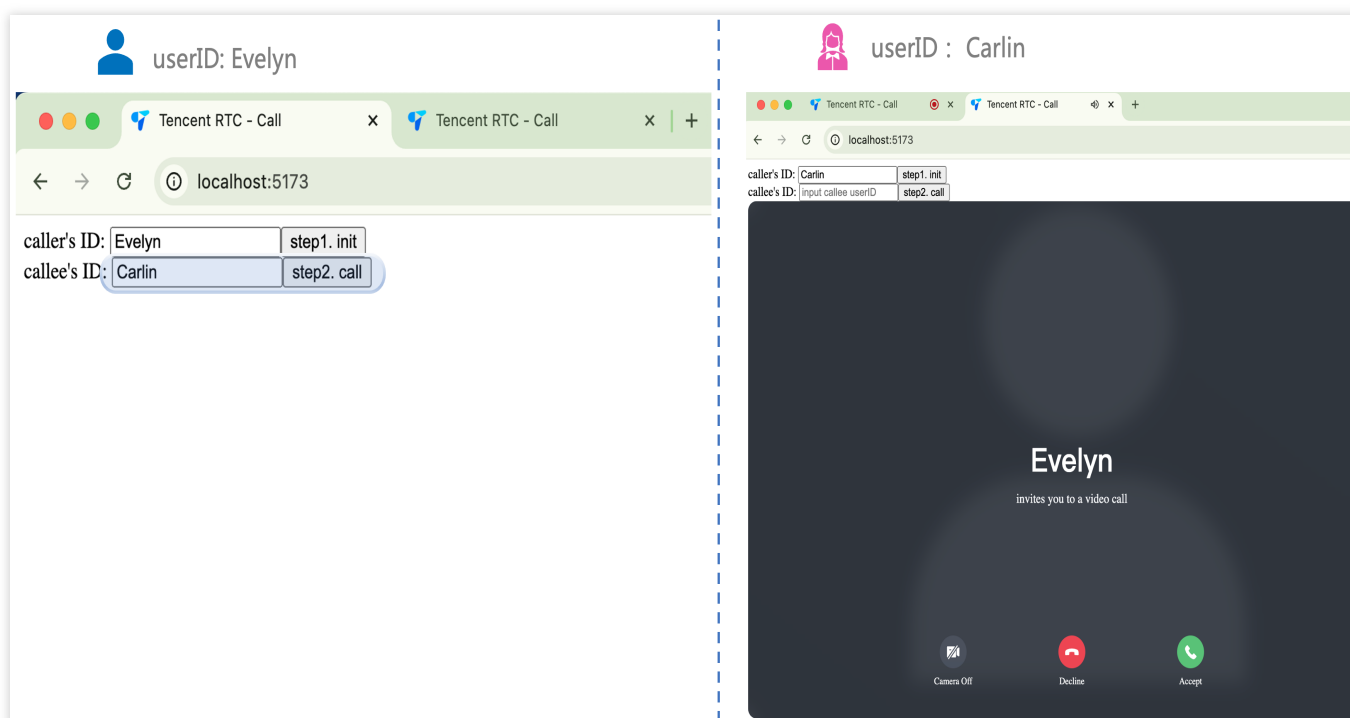 userID: Evelyn
Tencent RTC - Call
Tencent RTC - Call
localhost:5173
caller's ID: Evelyn step1. init
callee's ID: Carlin step2. call
userID : Carlin
Tencent RTC - Call
Tencent RTC - Call
localhost:5173
caller's ID: Carlin step1. init
callee's ID: input callee userID step2. call
Evelyn
invites you to a video call
Camera Off
Decline
Accept